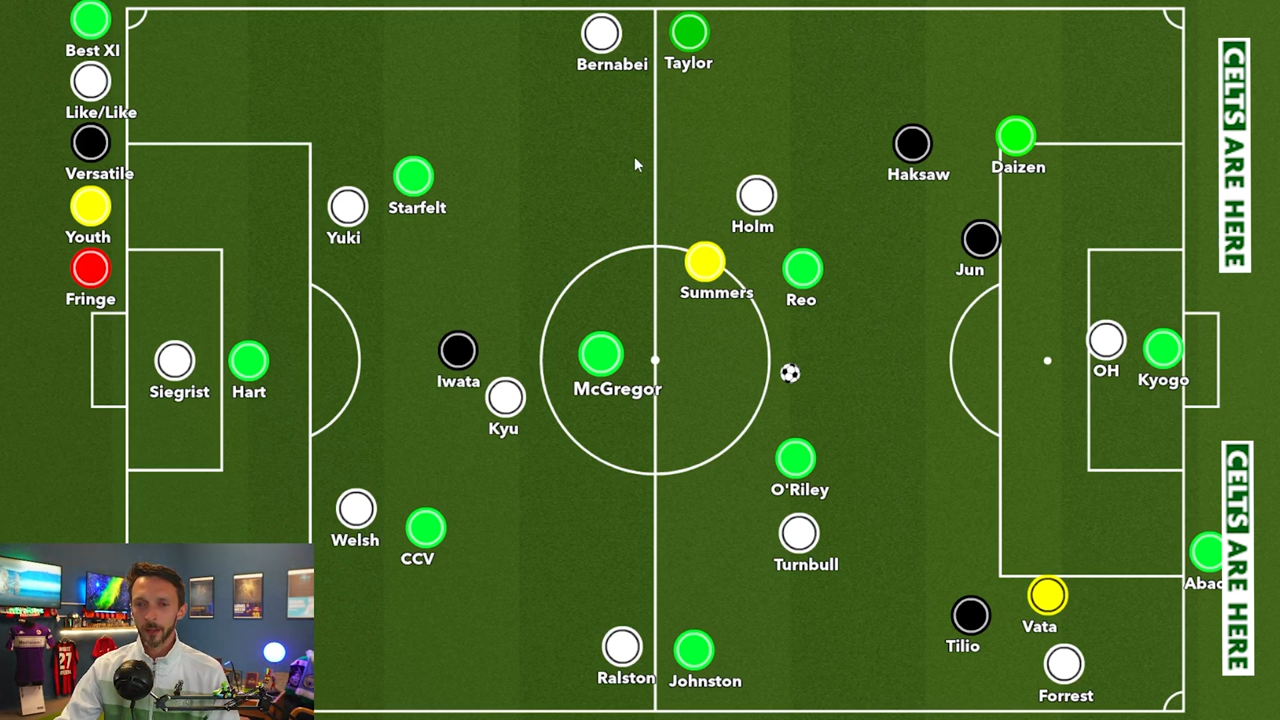 Best XI
Like/Like
Versatile
Youth
Fringe
Bernabei
Taylor
Haksaw
Daizen
Starfelt
Yuki
Holm
Jun
Summers
Reo
Siegrist
Hart
Iwata
McGregor
OH
Kyogo
Kyu
O'Riley
Welsh
CCV
Turnbull
Abac
Tilio
Vata
Ralston
Johnston
Forrest
CELTS ARE HERE
CELTS ARE HERE
27